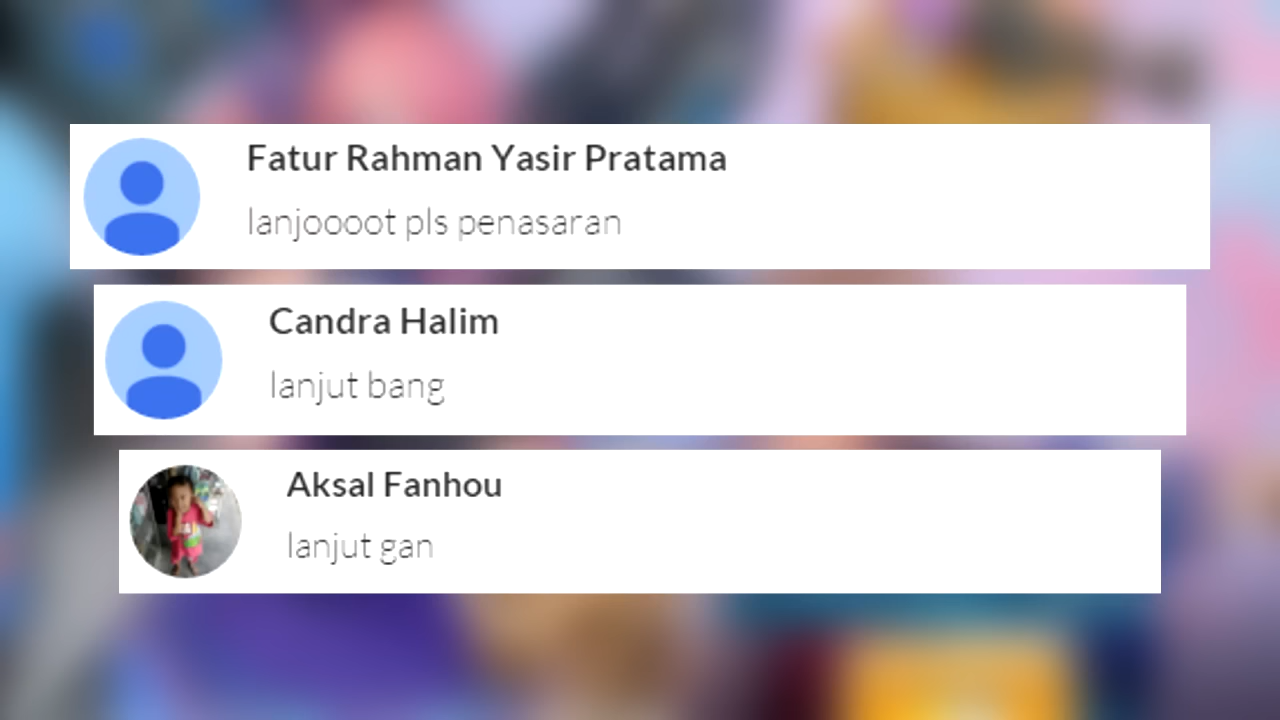 Fatur Rahman Yasir Pratama
lanjoooot pls penasaran
Candra Halim
lanjut bang
Aksal Fanhou
lanjut gan